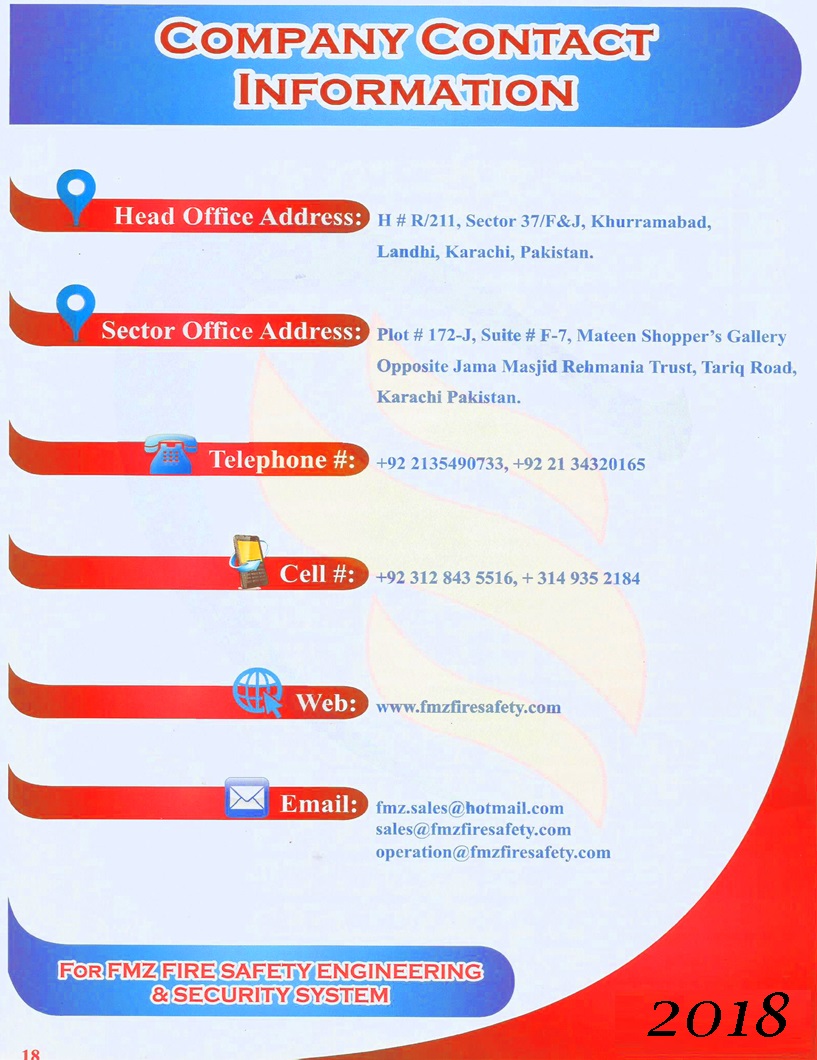 COMPANY CONTACT
INFORMATION
Head Office Address: H # R/211, Sector 37/F&J, Khurramabad,
Landhi, Karachi, Pakistan.
Sector Office Address: Plot # 172-J, Suite # F-7, Mateen Shopper's Gallery
Opposite Jama Masjid Rehmania Trust, Tariq Road,
Karachi Pakistan.
Telephone #: +92 2135490733, +92 21 34320165
Cell #: +92 312 843 5516, + 314 935 2184
Web: www.fmzfiresafety.com
Email: fmz.sales@hotmail.com
sales@fmzfiresafety.com
operation@fmzfiresafety.com
FOR FMZ FIRE SAFETY ENGINEERING
& SECURITY SYSTEM
2018
18